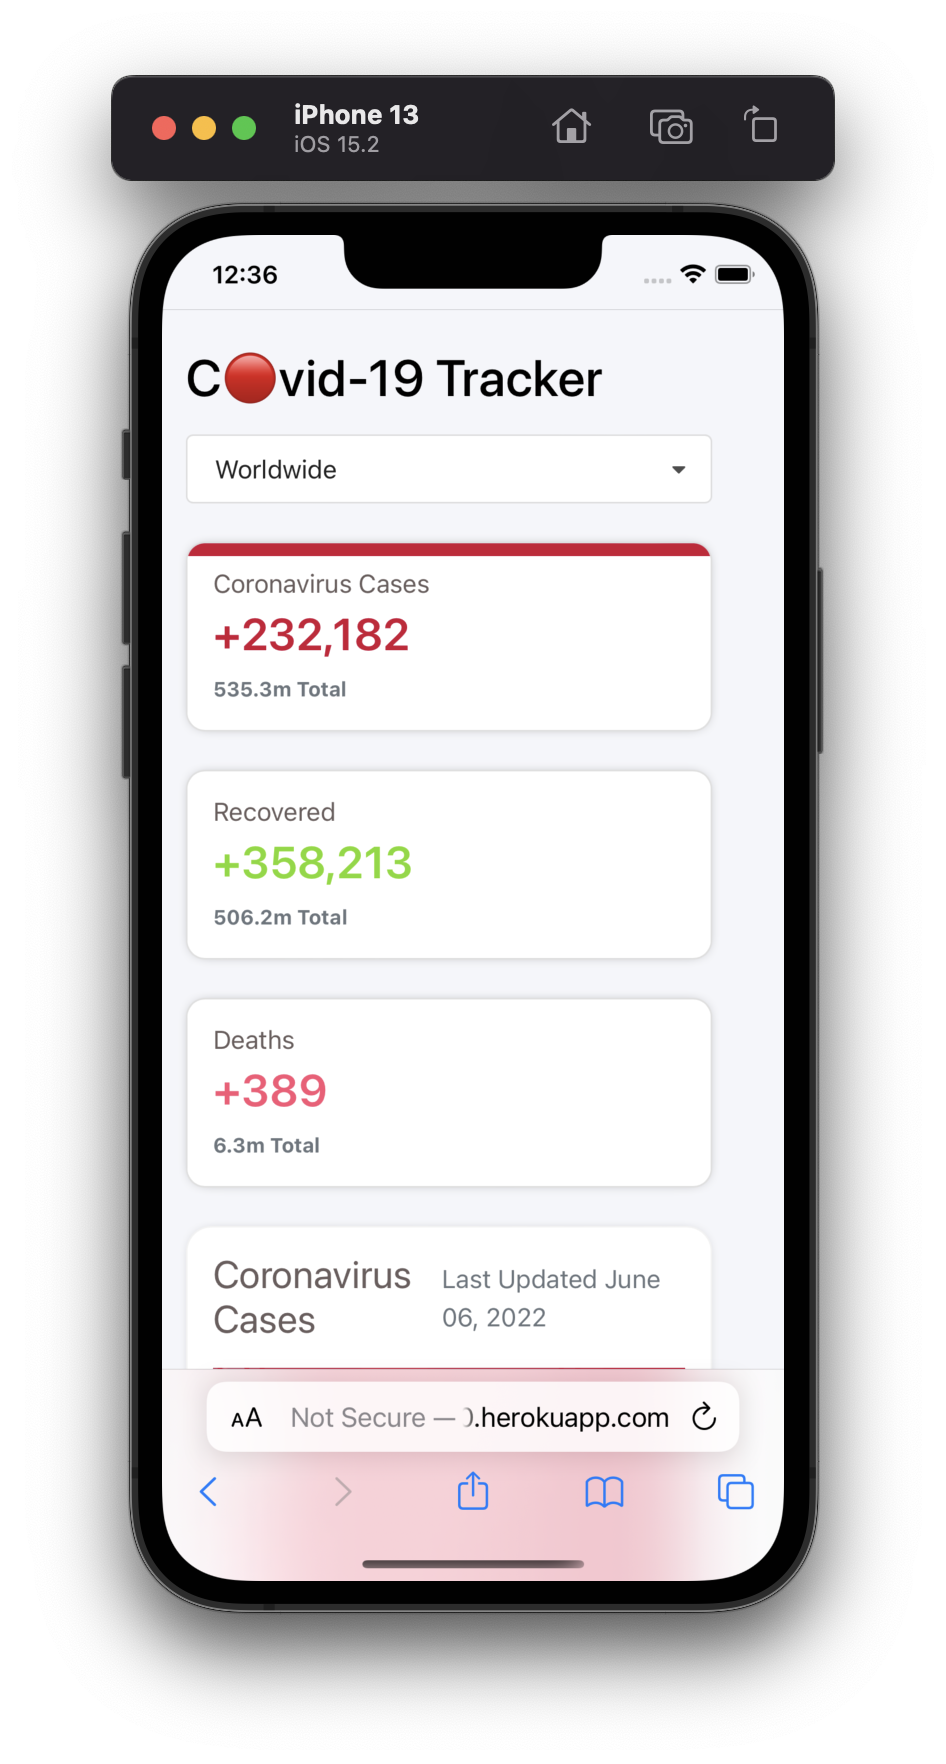 iPhone 13
iOS 15.2
12:36
C🔴vid-19 Tracker
Worldwide
Coronavirus Cases
+232,182
535.3m Total
Recovered
+358,213
506.2m Total
Deaths
+389
6.3m Total
Coronavirus
Cases
Last Updated June
06, 2022
AA Not Secure — .herokuapp.com